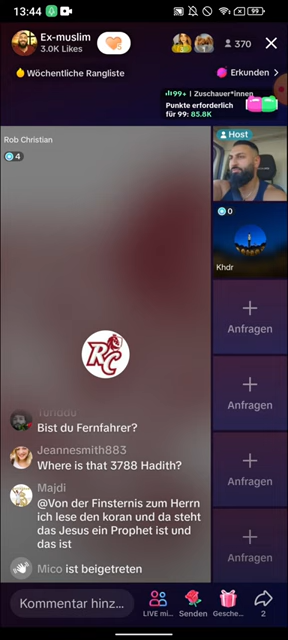 13:44
99
Ex-muslim
3.0K Likes
370
Wöchentliche Rangliste
Erkunden
99+ | Zuschauer*innen
Punkte erforderlich
für 99: 85.8K
Rob Christian
4
Host
RC
0
Khdr
Anfragen
Anfragen
Anfragen
Anfragen
Bist du Fernfahrer?
Jeannesmith883
Where is that 3788 Hadith?
Majdi
@Von der Finsternis zum Herrn
ich lese den koran und da steht
das Jesus ein Prophet ist und
das ist
Mico ist beigetreten
Kommentar hinz...
LIVE mi...
Senden
Gesche...
2